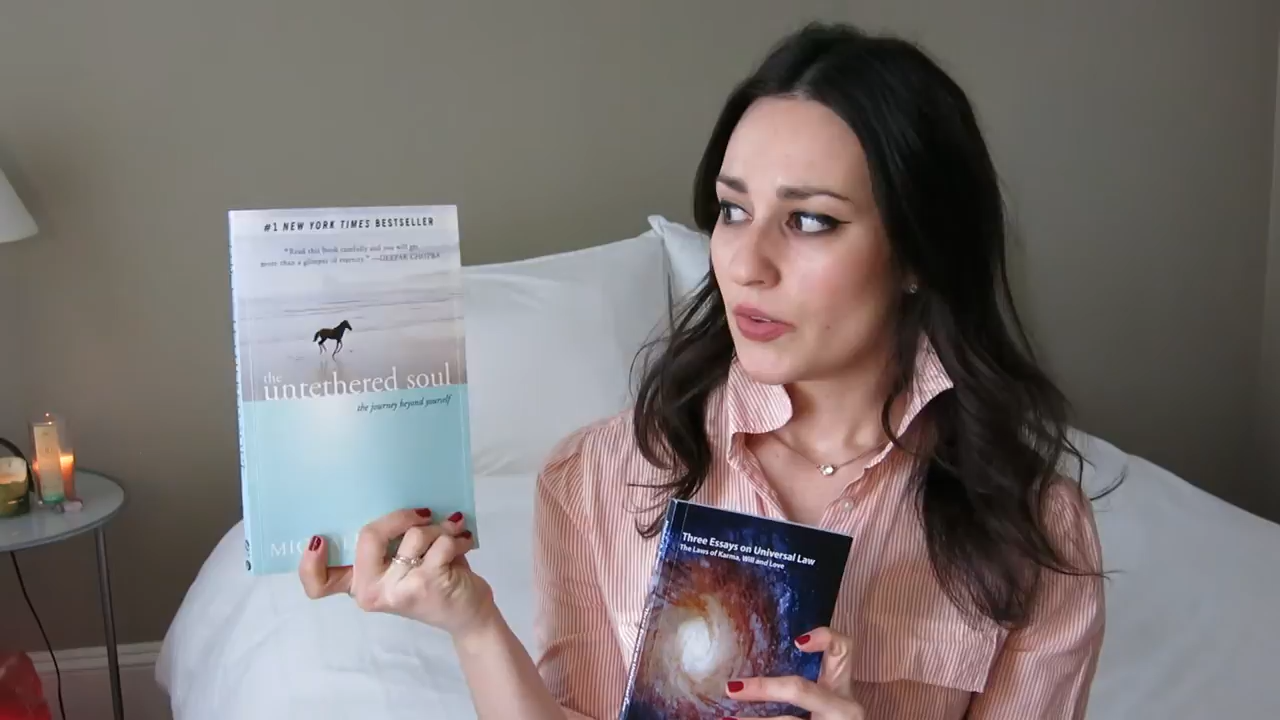 #1 NEW YORK TIMES BESTSELLER
"Read this book carefully and you will get
more than a glimpse of eternity." —DEEPAK CHOPRA
the
untethered soul
the journey beyond yourself
Three Essays on Universal Law
The Laws of Karma, Will and Love